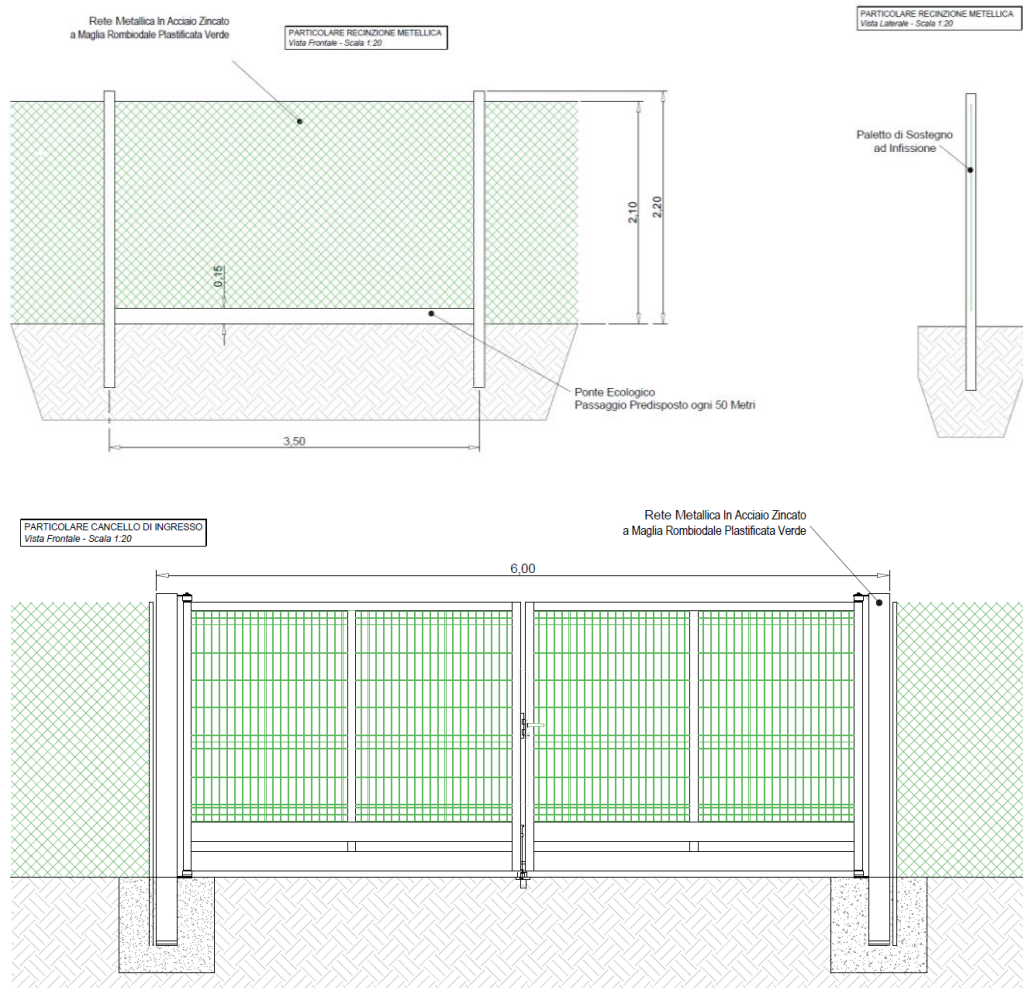 Rete Metallica In Acciaio Zincato
a Maglia Rombiodale Plastificata Verde
PARTICOLARE RECINZIONE METELLICA
Vista Frontale - Scala 1:20
PARTICOLARE RECINZIONE METELLICA
Vista Laterale - Scala 1:20
Paletto di Sostegno
ad Infissione
2,10
2,20
0,15
Ponte Ecologico
Passaggio Predisposto ogni 50 Metri
3,50
PARTICOLARE CANCELLO DI INGRESSO
Vista Frontale - Scala 1:20
Rete Metallica In Acciaio Zincato
a Maglia Rombiodale Plastificata Verde
6,00